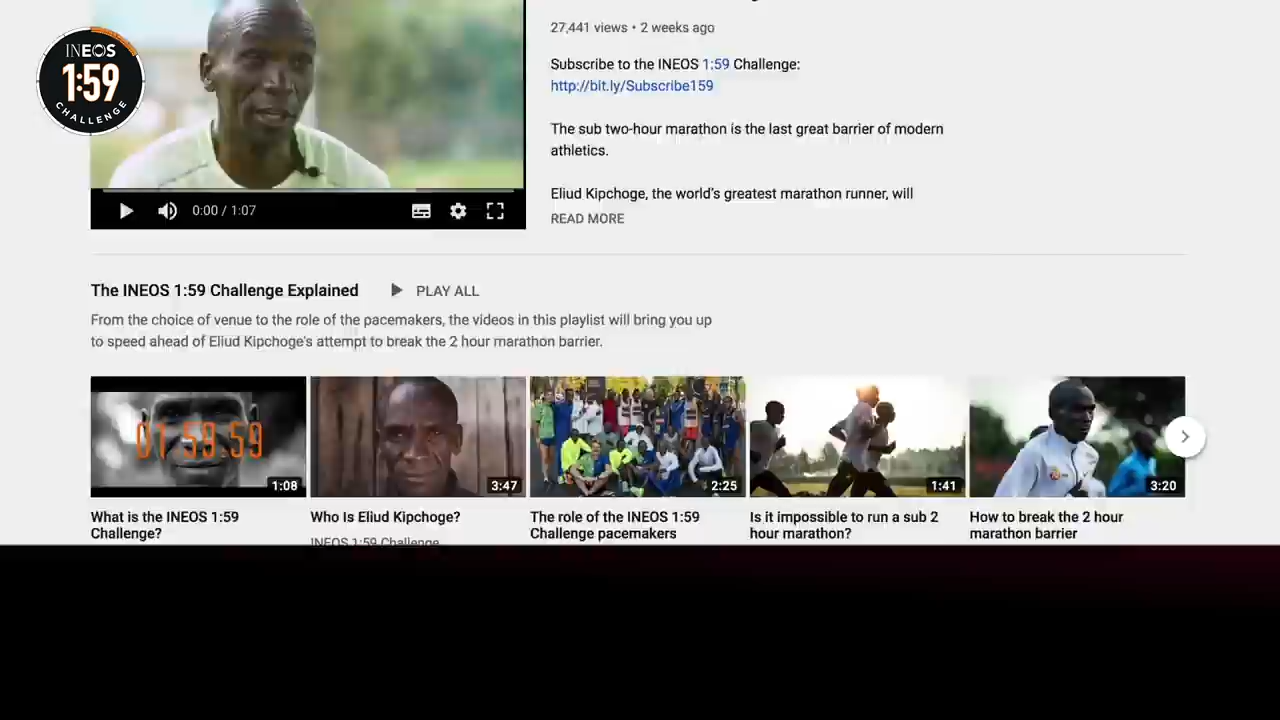 INEOS
1:59
CHALLENGE
27,441 views • 2 weeks ago
Subscribe to the INEOS 1:59 Challenge:
http://bit.ly/Subscribe159
The sub two-hour marathon is the last great barrier of modern
athletics.
Eliud Kipchoge, the world's greatest marathon runner, will
READ MORE
0:00 / 1:07
The INEOS 1:59 Challenge Explained
PLAY ALL
From the choice of venue to the role of the pacemakers, the videos in this playlist will bring you up
to speed ahead of Eliud Kipchoge's attempt to break the 2 hour marathon barrier.
01:59:59
1:08
3:47
2:25
1:41
3:20
What is the INEOS 1:59
Challenge?
Who Is Eliud Kipchoge?
INEOS 1:59 Challenge
The role of the INEOS 1:59
Challenge pacemakers
Is it impossible to run a sub 2
hour marathon?
How to break the 2 hour
marathon barrier